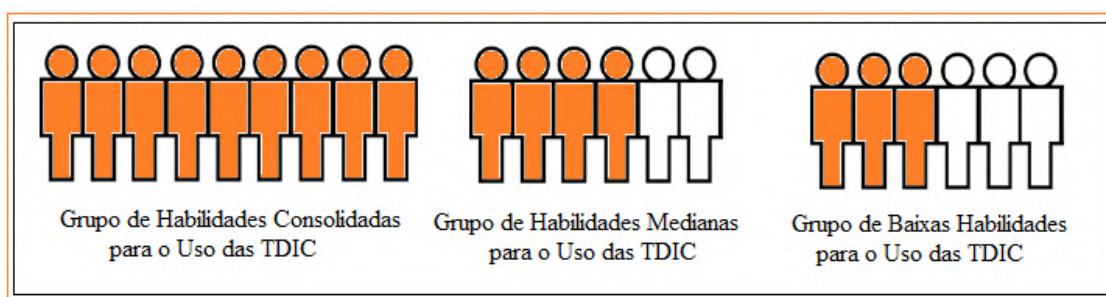 Grupo de Habilidades Consolidadas
para o Uso das TDIC
Grupo de Habilidades Medianas
para o Uso das TDIC
Grupo de Baixas Habilidades
para o Uso das TDIC